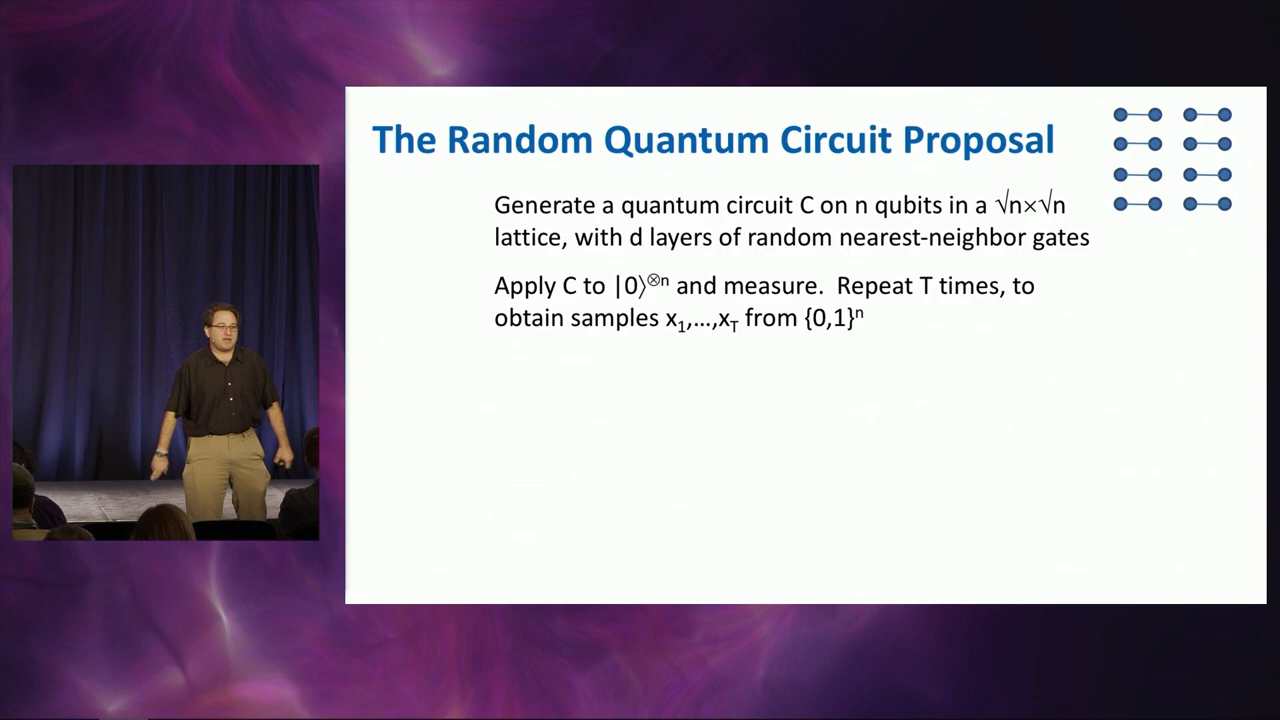 The Random Quantum Circuit Proposal
Generate a quantum circuit C on n qubits in a √n×√n
lattice, with d layers of random nearest-neighbor gates
Apply C to |0⟩⊗ⁿ and measure.  Repeat T times, to
obtain samples x₁,…,x_T from {0,1}ⁿ